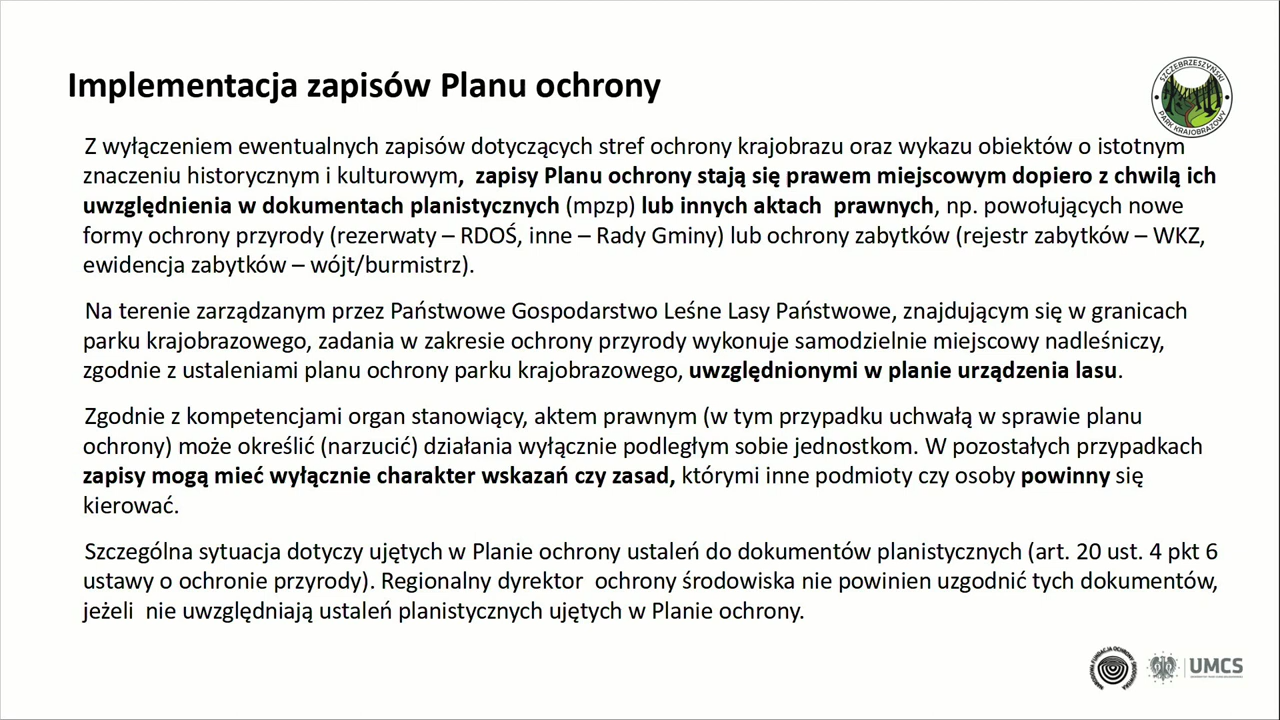 Implementacja zapisów Planu ochrony
SZCZEBRZESZYŃSKI
PARK KRAJOBRAZOWY
Z wyłączeniem ewentualnych zapisów dotyczących stref ochrony krajobrazu oraz wykazu obiektów o istotnym
znaczeniu historycznym i kulturowym, zapisy Planu ochrony stają się prawem miejscowym dopiero z chwilą ich
uwzględnienia w dokumentach planistycznych (mpzp) lub innych aktach prawnych, np. powołujących nowe
formy ochrony przyrody (rezerwaty – RDOŚ, inne – Rady Gminy) lub ochrony zabytków (rejestr zabytków – WKZ,
ewidencja zabytków – wójt/burmistrz).
Na terenie zarządzanym przez Państwowe Gospodarstwo Leśne Lasy Państwowe, znajdującym się w granicach
parku krajobrazowego, zadania w zakresie ochrony przyrody wykonuje samodzielnie miejscowy nadleśniczy,
zgodnie z ustaleniami planu ochrony parku krajobrazowego, uwzględnionymi w planie urządzenia lasu.
Zgodnie z kompetencjami organ stanowiący, aktem prawnym (w tym przypadku uchwałą w sprawie planu
ochrony) może określić (narzucić) działania wyłącznie podległym sobie jednostkom. W pozostałych przypadkach
zapisy mogą mieć wyłącznie charakter wskazań czy zasad, którymi inne podmioty czy osoby powinny się
kierować.
Szczególna sytuacja dotyczy ujętych w Planie ochrony ustaleń do dokumentów planistycznych (art. 20 ust. 4 pkt 6
ustawy o ochronie przyrody). Regionalny dyrektor ochrony środowiska nie powinien uzgodnić tych dokumentów,
jeżeli nie uwzględniają ustaleń planistycznych ujętych w Planie ochrony.
NARODOWA FUNDACJA OCHRONY ŚRODOWISKA
UMCS